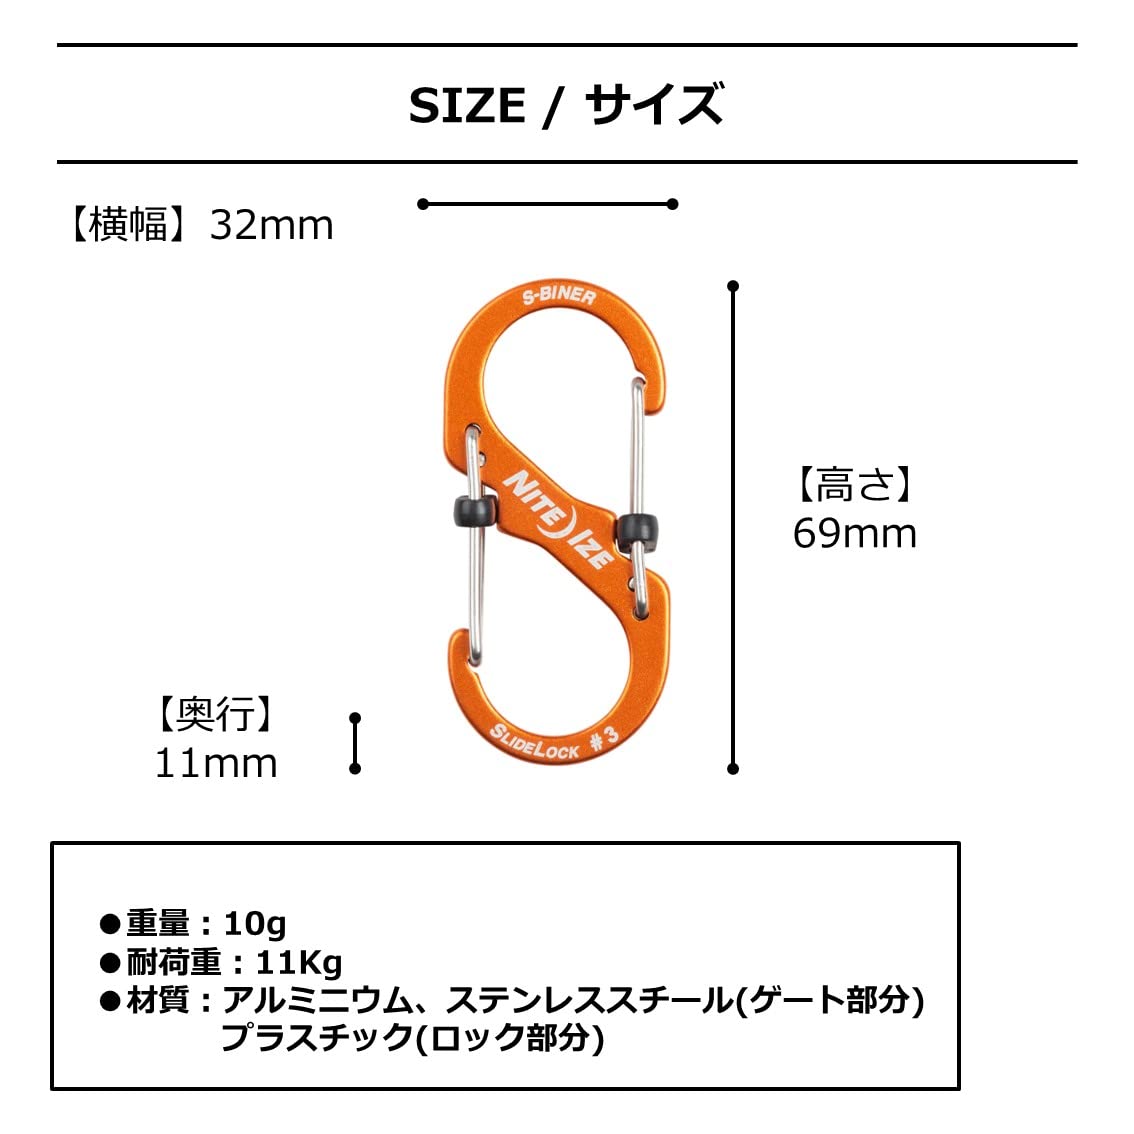 SIZE / サイズ
【横幅】32mm
S-BINER
【高さ】
69mm
NITE IZE
【奥行】
11mm
SLIDELOCK #3
●重量：10g
●耐荷重：11Kg
●材質：アルミニウム、ステンレススチール(ゲート部分)
プラスチック(ロック部分)